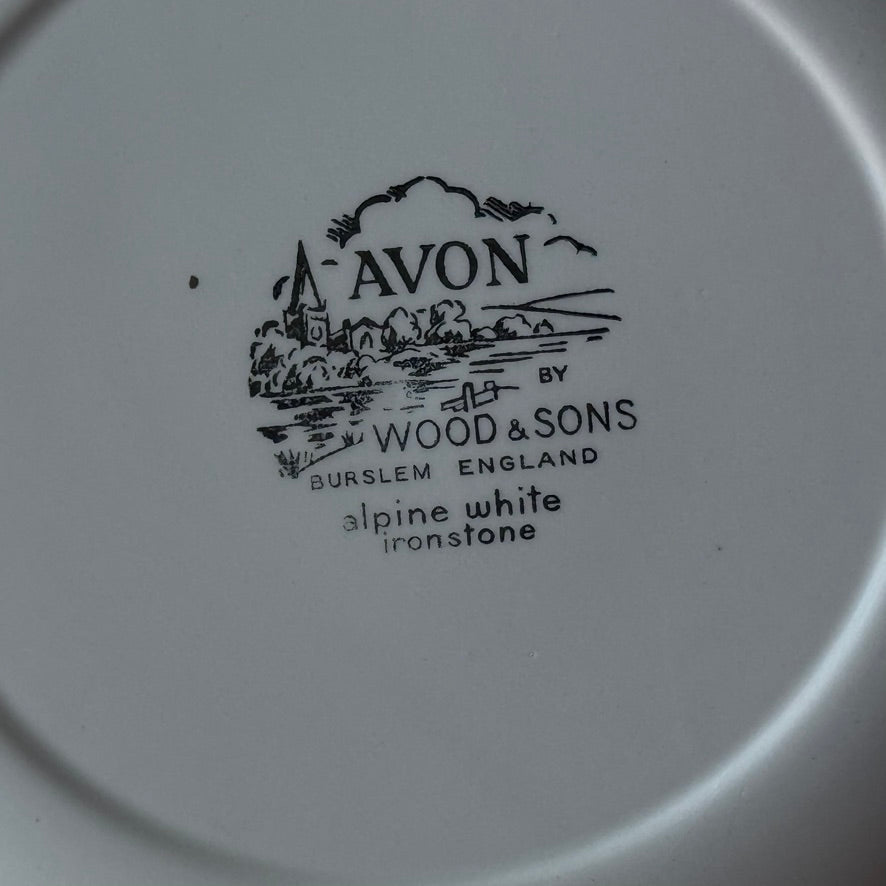 AVON
BY
WOOD & SONS
BURSLEM ENGLAND
alpine white
ironstone